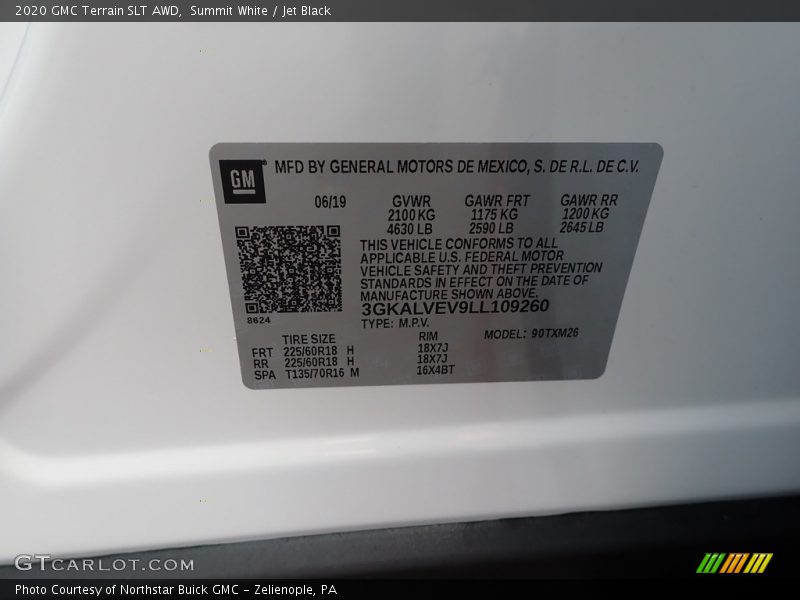 2020 GMC Terrain SLT AWD, Summit White / Jet Black
GM
MFD BY GENERAL MOTORS DE MEXICO, S. DE R.L. DE C.V.
06/19 GVWR GAWR FRT GAWR RR
2100 KG 1175 KG 1200 KG
4630 LB 2590 LB 2645 LB
THIS VEHICLE CONFORMS TO ALL
APPLICABLE U.S. FEDERAL MOTOR
VEHICLE SAFETY AND THEFT PREVENTION
STANDARDS IN EFFECT ON THE DATE OF
MANUFACTURE SHOWN ABOVE.
3GKALVEV9LL109260
8624
TYPE: M.P.V. MODEL: 90TXM26
TIRE SIZE RIM
FRT 225/60R18 H 18X7J
RR 225/60R18 H 18X7J
SPA T135/70R16 M 16X4BT
GTCARLOT.COM
Photo Courtesy of Northstar Buick GMC - Zelienople, PA